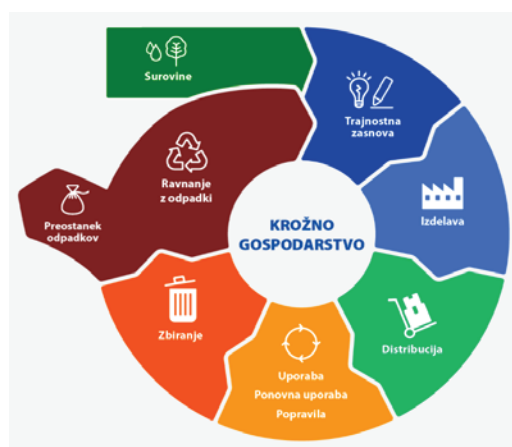 Surovine
Trajnostna
zasnova
Izdelava
Distribucija
Uporaba
Ponovna uporaba
Popravila
Zbiranje
Ravnanje
z odpadki
Preostanek
odpadkov
KROŽNO
GOSPODARSTVO